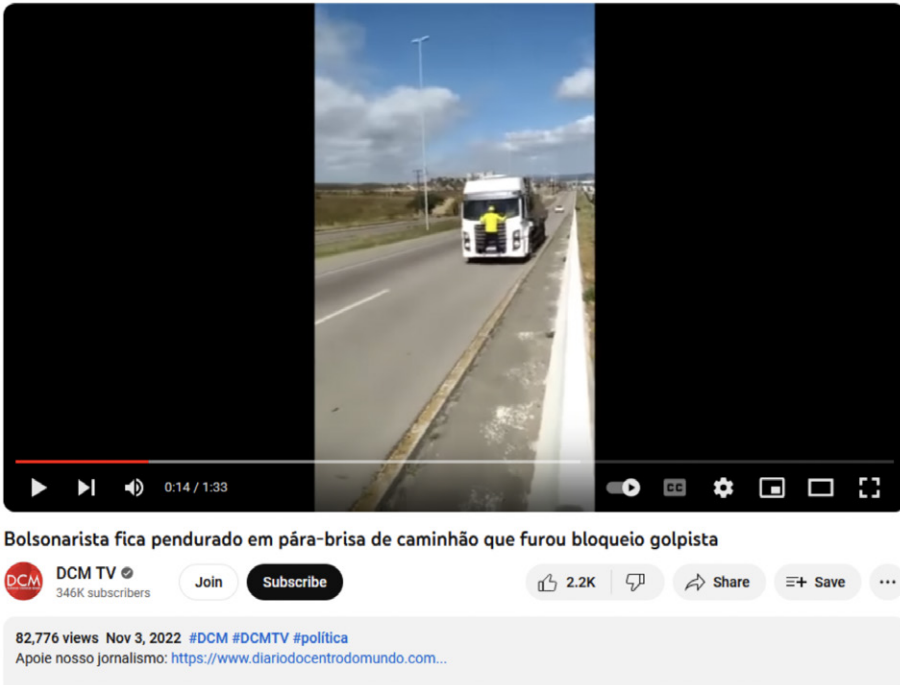 0:14 / 1:33
CC
Bolsonarista fica pendurado em pára-brisa de caminhão que furou bloqueio golpista
DCM
DCM TV
346K subscribers
Join
Subscribe
2.2K
Share
Save
82,776 views Nov 3, 2022 #DCM #DCMTV #política
Apoie nosso jornalismo: https://www.diariodocentrodomundo.com...